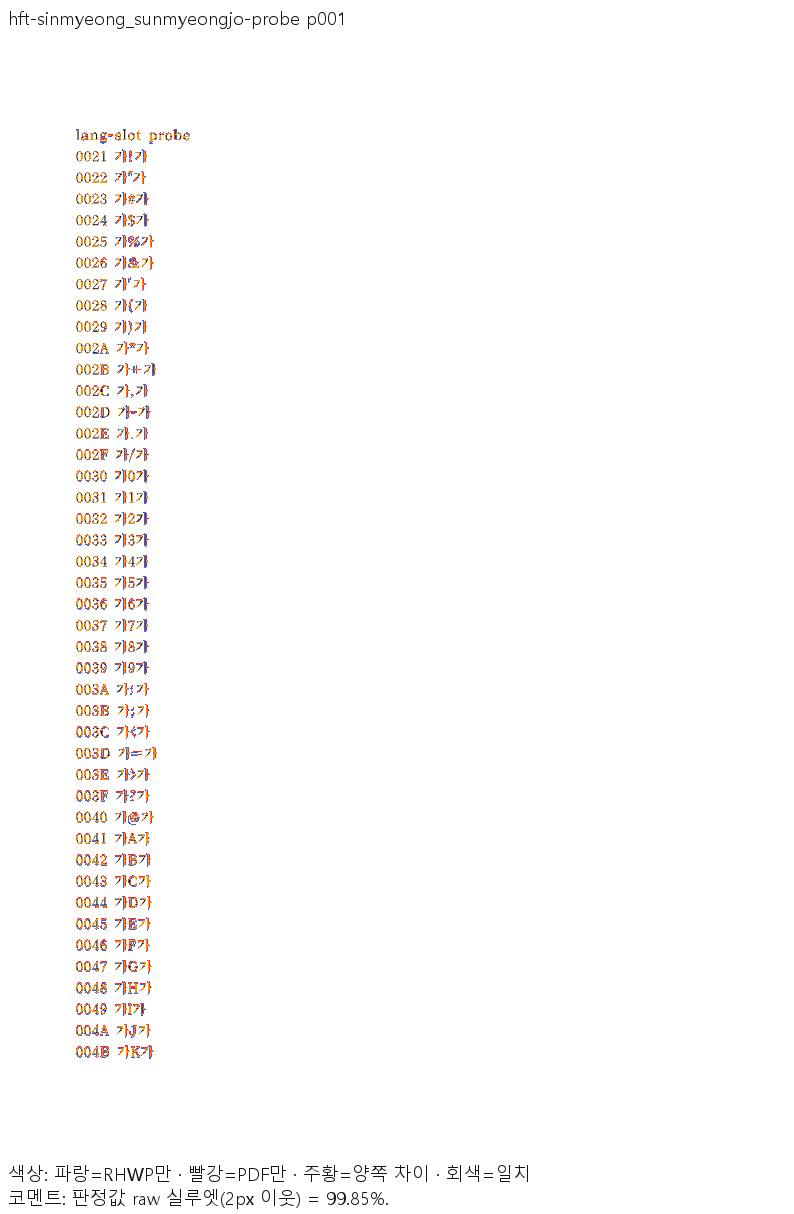 hft-sinmyeong_sunmyeongjo-probe p001
lang-slot probe
0021 가!가
0022 가"가
0023 가#가
0024 가$가
0025 가%가
0026 가&가
0027 가'가
0028 가(가
0029 가)가
002A 가*가
002B 가+가
002C 가,가
002D 가-가
002E 가.가
002F 가/가
0030 가0가
0031 가1가
0032 가2가
0033 가3가
0034 가4가
0035 가5가
0036 가6가
0037 가7가
0038 가8가
0039 가9가
003A 가:가
003B 가;가
003C 가<가
003D 가=가
003E 가>가
003F 가?가
0040 가@가
0041 가A가
0042 가B가
0043 가C가
0044 가D가
0045 가E가
0046 가F가
0047 가G가
0048 가H가
0049 가I가
004A 가J가
004B 가K가
색상: 파랑=RHWP만 · 빨강=PDF만 · 주황=양쪽 차이 · 회색=일치
코멘트: 판정값 raw 실루엣(2px 이웃) = 99.85%.